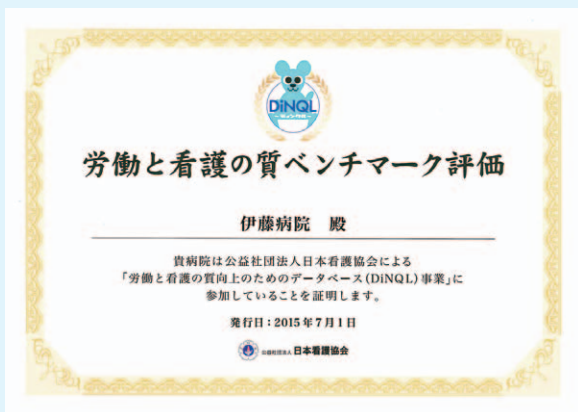 DiNQL
労働と看護の質ベンチマーク評価
伊藤病院　殿
貴病院は公益社団法人日本看護協会による
「労働と看護の質向上のためのデータベース(DiNQL)事業」に
参加していることを証明します。
発行日：2015年7月1日
公益社団法人 日本看護協会